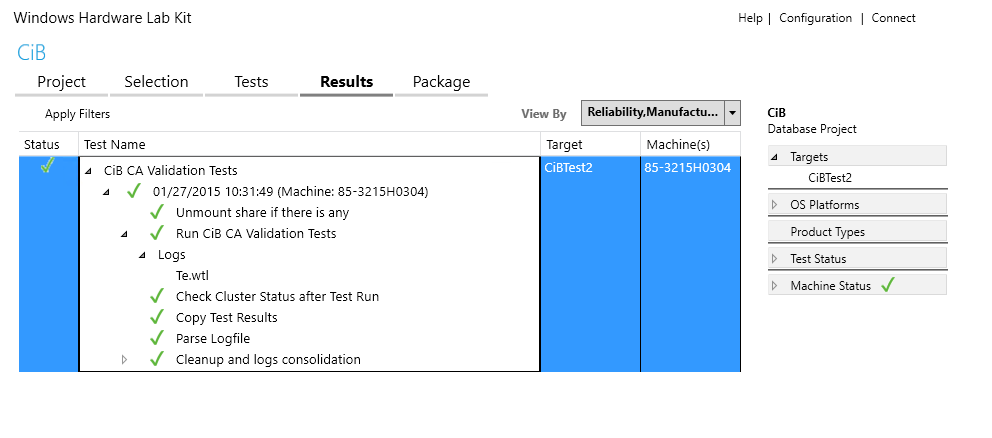 Windows Hardware Lab Kit
Help | Configuration | Connect
CiB
Project Selection Tests Results Package
Apply Filters
View By Reliability,Manufactu...
Status Test Name Target Machine(s)
CiB CA Validation Tests CiBTest2 85-3215H0304
01/27/2015 10:31:49 (Machine: 85-3215H0304)
Unmount share if there is any
Run CiB CA Validation Tests
Logs
Te.wtl
Check Cluster Status after Test Run
Copy Test Results
Parse Logfile
Cleanup and logs consolidation
CiB
Database Project
Targets
CiBTest2
OS Platforms
Product Types
Test Status
Machine Status